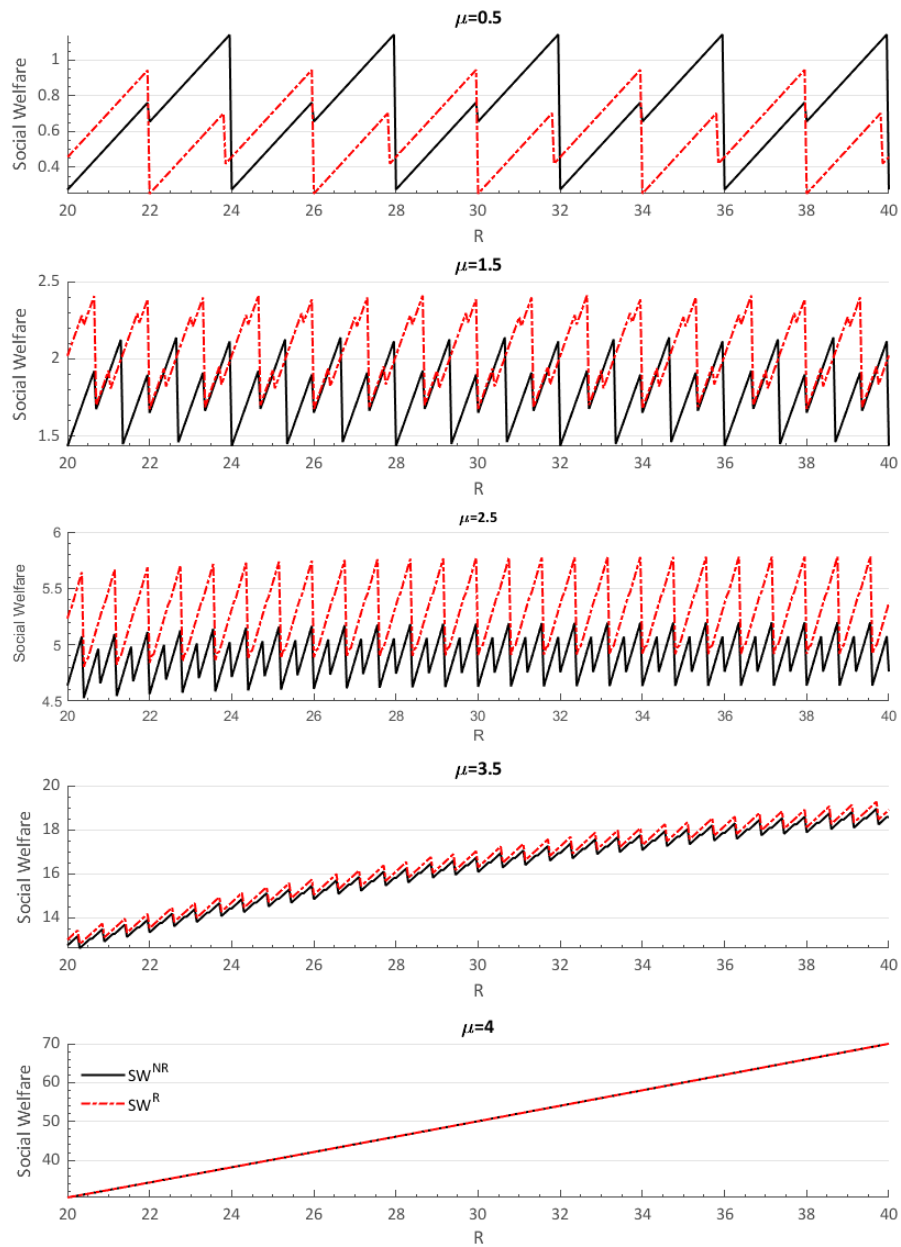 μ=0.5
Social Welfare
1
0.8
0.6
0.4
20 22 24 26 28 30 32 34 36 38 40
R
μ=1.5
Social Welfare
2.5
2
1.5
20 22 24 26 28 30 32 34 36 38 40
R
μ=2.5
Social Welfare
6
5.5
5
4.5
20 22 24 26 28 30 32 34 36 38 40
R
μ=3.5
Social Welfare
20
18
16
14
20 22 24 26 28 30 32 34 36 38 40
R
μ=4
Social Welfare
70
60
50
40
SW^NR
SW^R
20 22 24 26 28 30 32 34 36 38 40
R